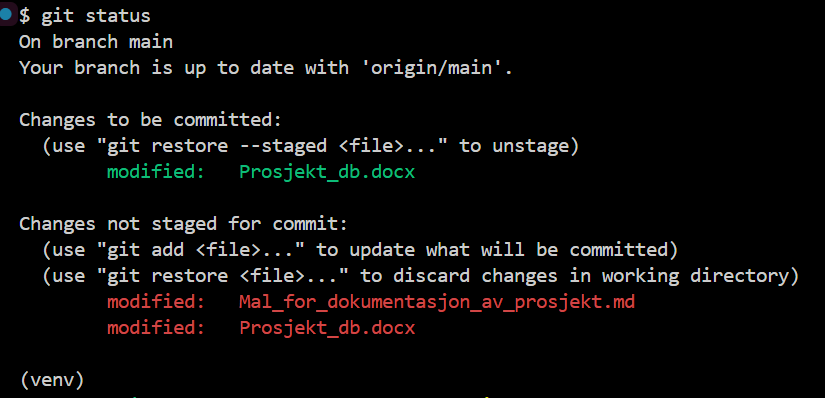 $ git status
On branch main
Your branch is up to date with 'origin/main'.
Changes to be committed:
(use "git restore --staged <file>..." to unstage)
modified: Prosjekt_db.docx
Changes not staged for commit:
(use "git add <file>..." to update what will be committed)
(use "git restore <file>..." to discard changes in working directory)
modified: Mal_for_dokumentasjon_av_prosjekt.md
modified: Prosjekt_db.docx
(venv)